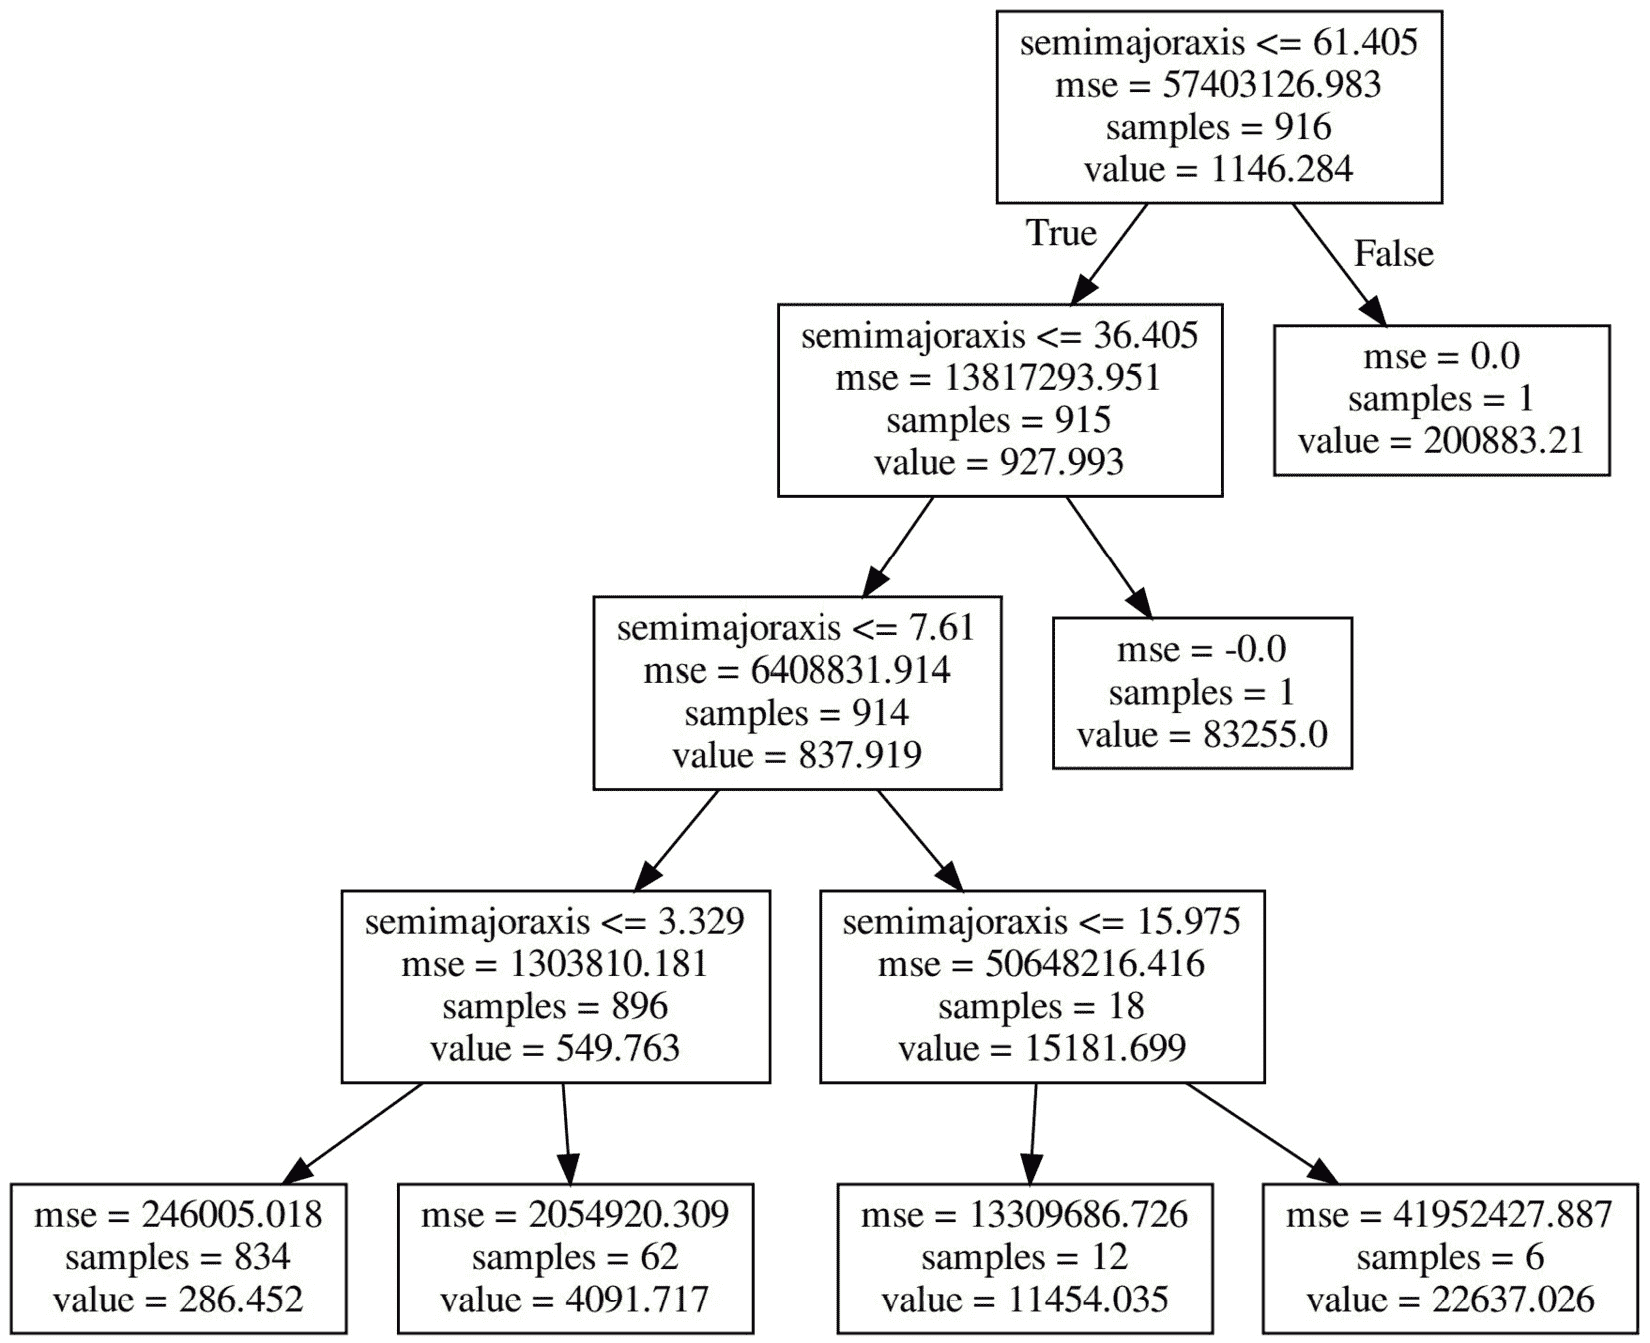 semimajoraxis <= 61.405
mse = 57403126.983
samples = 916
value = 1146.284
True
False
semimajoraxis <= 36.405
mse = 13817293.951
samples = 915
value = 927.993
mse = 0.0
samples = 1
value = 200883.21
semimajoraxis <= 7.61
mse = 6408831.914
samples = 914
value = 837.919
mse = -0.0
samples = 1
value = 83255.0
semimajoraxis <= 3.329
mse = 1303810.181
samples = 896
value = 549.763
semimajoraxis <= 15.975
mse = 50648216.416
samples = 18
value = 15181.699
mse = 246005.018
samples = 834
value = 286.452
mse = 2054920.309
samples = 62
value = 4091.717
mse = 13309686.726
samples = 12
value = 11454.035
mse = 41952427.887
samples = 6
value = 22637.026